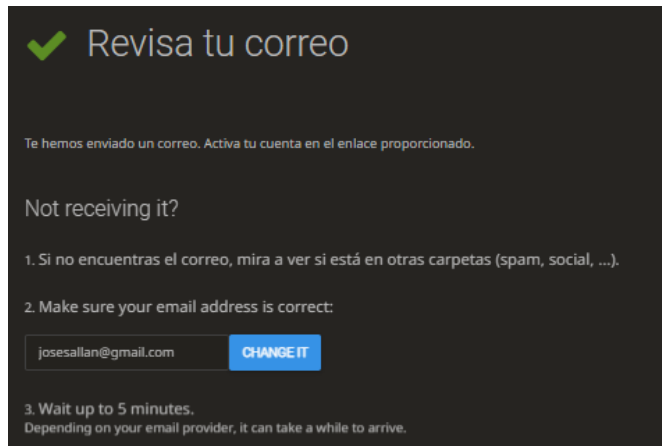 Revisa tu correo
Te hemos enviado un correo. Activa tu cuenta en el enlace proporcionado.
Not receiving it?
1. Si no encuentras el correo, mira a ver si está en otras carpetas (spam, social, ...).
2. Make sure your email address is correct:
josesallan@gmail.com CHANGE IT
3. Wait up to 5 minutes.
Depending on your email provider, it can take a while to arrive.